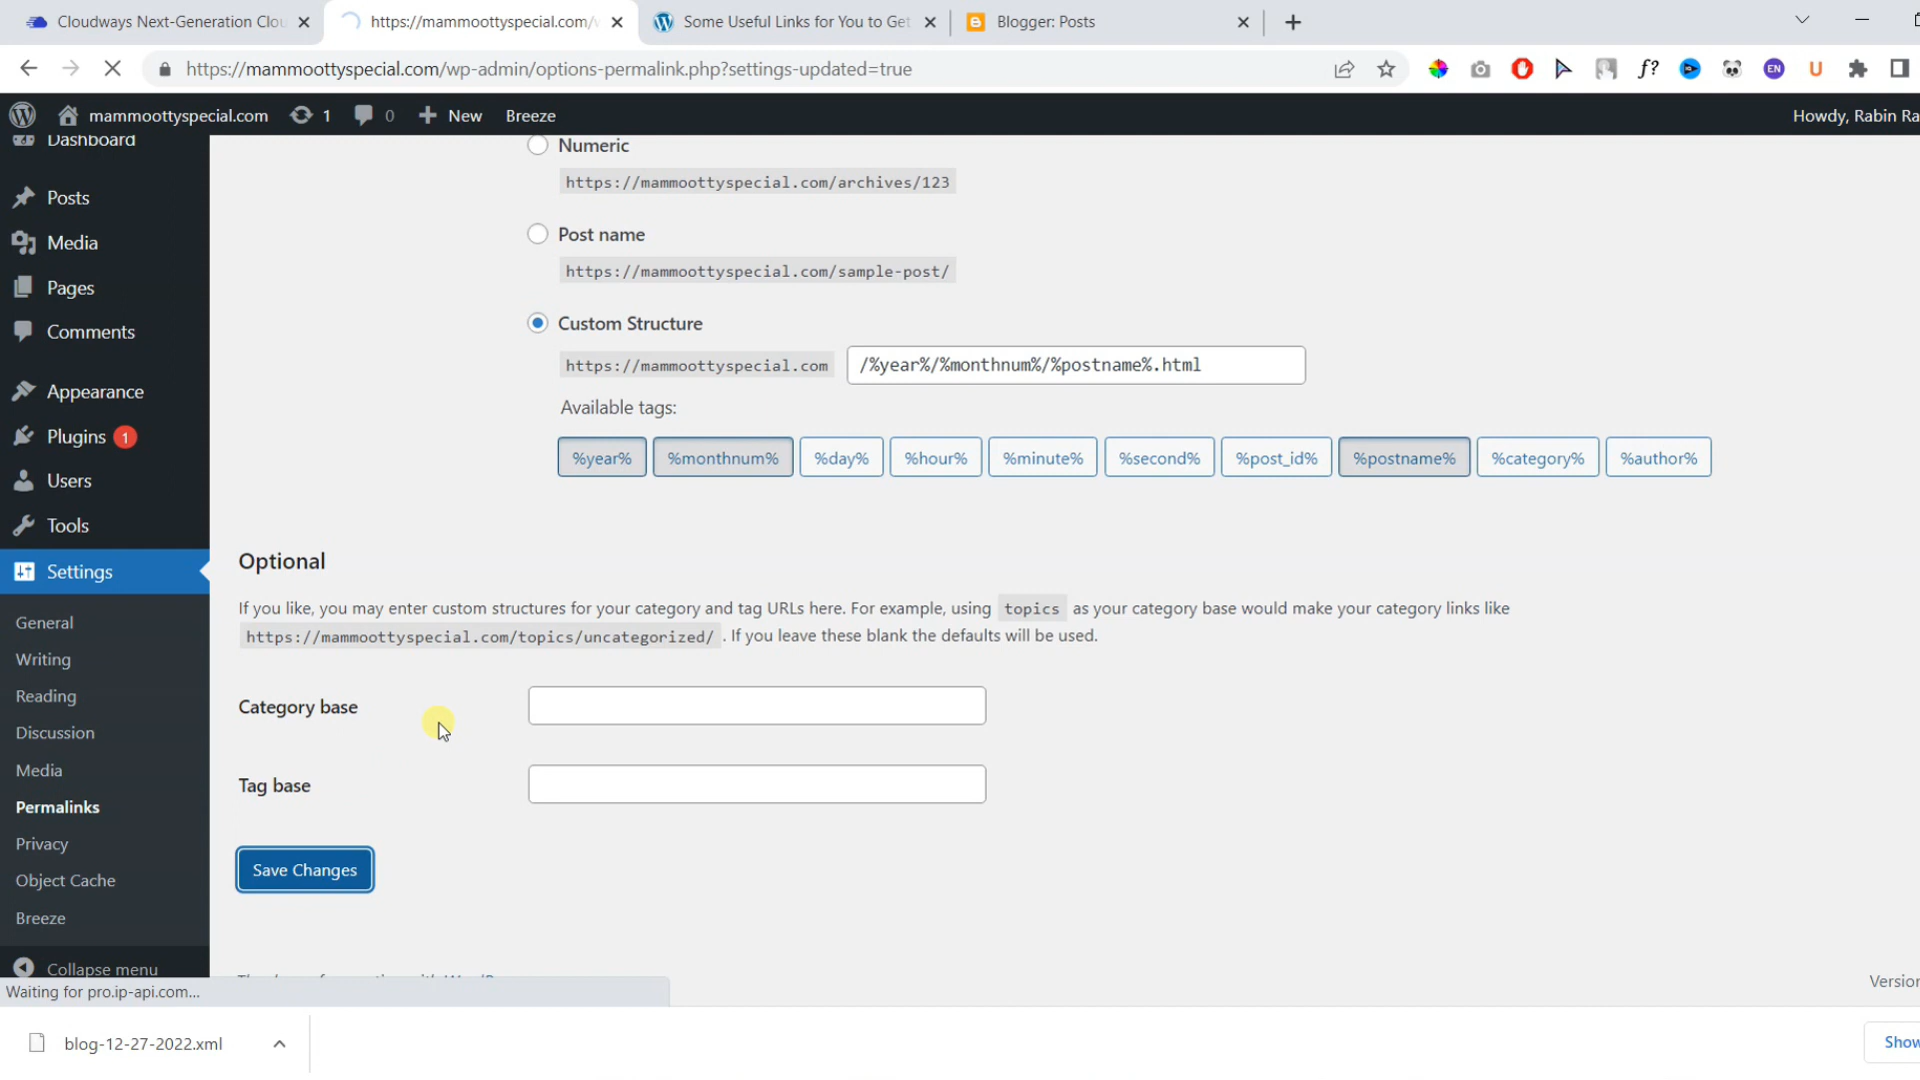 Cloudways Next-Generation Clou
https://mammoottyspecial.com/
Some Useful Links for You to Get
Blogger: Posts
https://mammoottyspecial.com/wp-admin/options-permalink.php?settings-updated=true
f?
EN
U
mammoottyspecial.com 1 0 New Breeze
Howdy, Rabin Ra
Dashboard
Posts
Media
Pages
Comments
Appearance
Plugins 1
Users
Tools
Settings
General
Writing
Reading
Discussion
Media
Permalinks
Privacy
Object Cache
Breeze
Collapse menu
Numeric
https://mammoottyspecial.com/archives/123
Post name
https://mammoottyspecial.com/sample-post/
Custom Structure
https://mammoottyspecial.com /%year%/%monthnum%/%postname%.html
Available tags:
%year% %monthnum% %day% %hour% %minute% %second% %post_id% %postname% %category% %author%
Optional
If you like, you may enter custom structures for your category and tag URLs here. For example, using topics as your category base would make your category links like
https://mammoottyspecial.com/topics/uncategorized/ . If you leave these blank the defaults will be used.
Category base
Tag base
Save Changes
Version
Waiting for pro.ip-api.com...
blog-12-27-2022.xml
Show